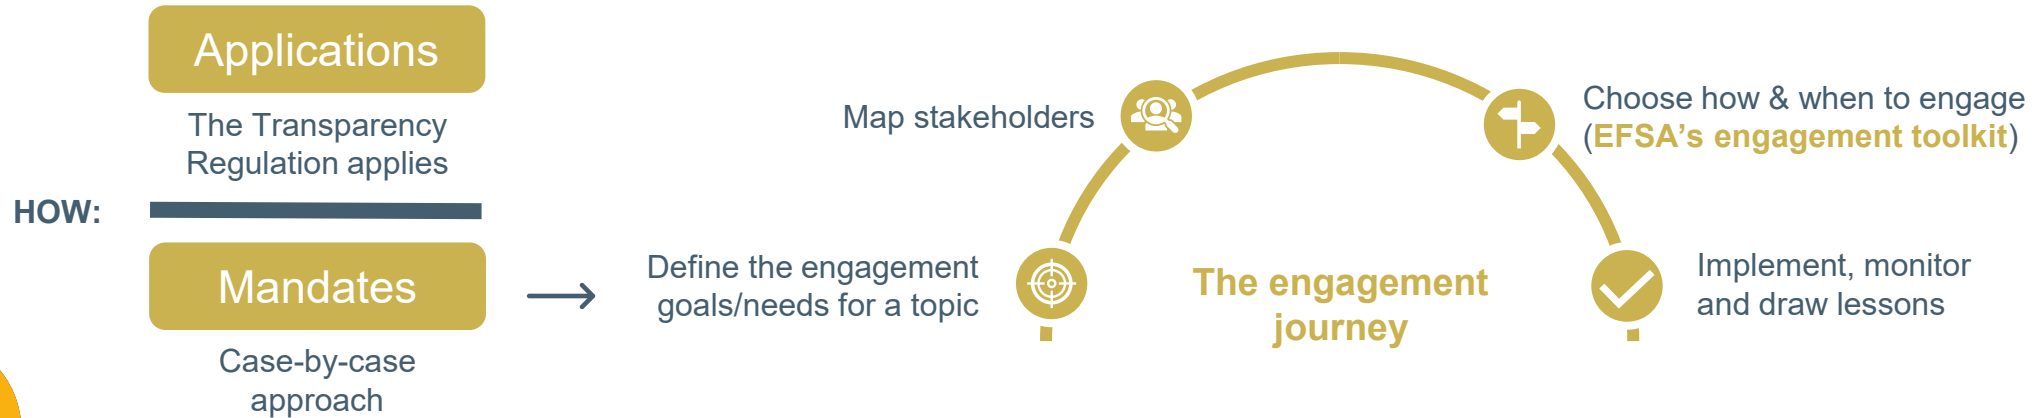 HOW:
Applications
The Transparency
Regulation applies
Mandates
Case-by-case
approach
Define the engagement
goals/needs for a topic
Map stakeholders
The engagement
journey
Choose how & when to engage
(EFSA’s engagement toolkit)
Implement, monitor
and draw lessons